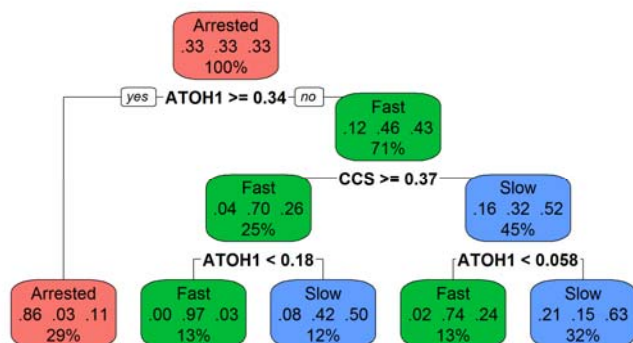 Arrested
.33 .33 .33
100%
yes ATOH1 >= 0.34 no
Fast
.12 .46 .43
71%
CCS >= 0.37
Fast
.04 .70 .26
25%
Slow
.16 .32 .52
45%
ATOH1 < 0.18
ATOH1 < 0.058
Arrested
.86 .03 .11
29%
Fast
.00 .97 .03
13%
Slow
.08 .42 .50
12%
Fast
.02 .74 .24
13%
Slow
.21 .15 .63
32%